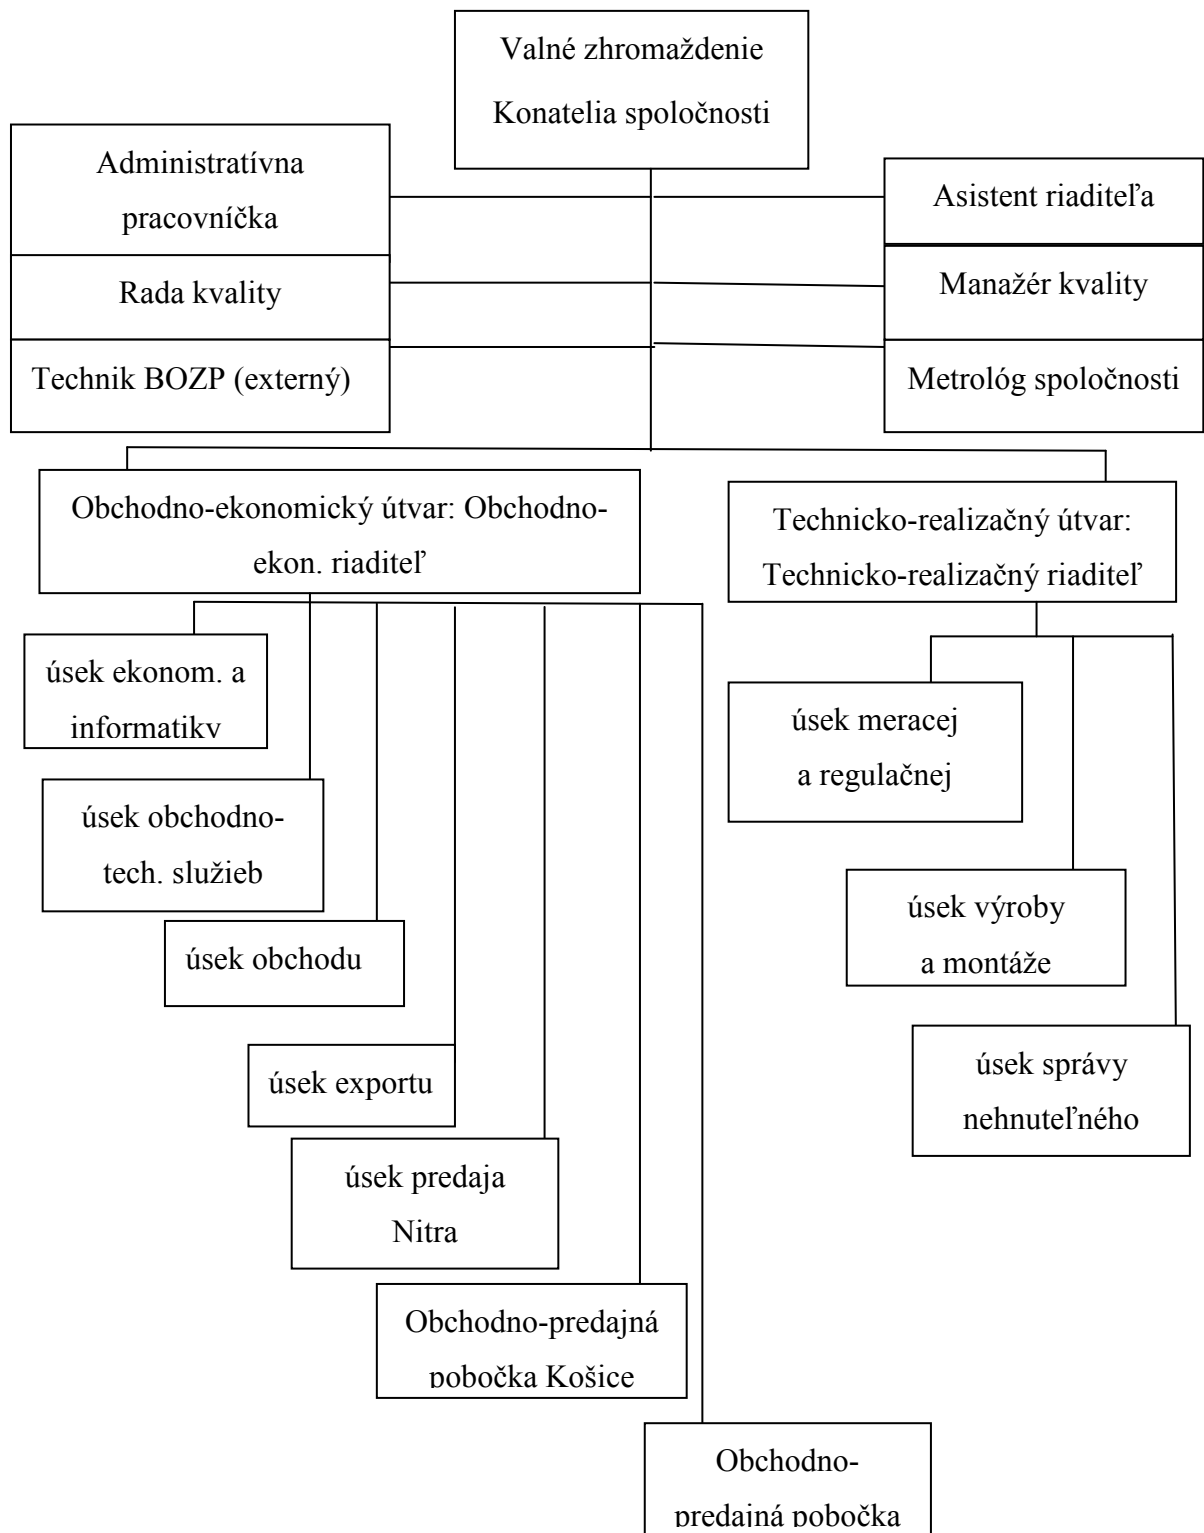 Valné zhromaždenie
Konatelia spoločnosti
Administratívna
pracovníčka
Asistent riaditeľa
Rada kvality
Manažér kvality
Technik BOZP (externý)
Metrológ spoločnosti
Obchodno-ekonomický útvar: Obchodno-
ekon. riaditeľ
Technicko-realizačný útvar:
Technicko-realizačný riaditeľ
úsek ekonom. a
informatiky
úsek meracej
a regulačnej
úsek obchodno-
tech. služieb
úsek výroby
a montáže
úsek obchodu
úsek exportu
úsek správy
nehnuteľného
úsek predaja
Nitra
Obchodno-predajná
pobočka Košice
Obchodno-
predajná pobočka